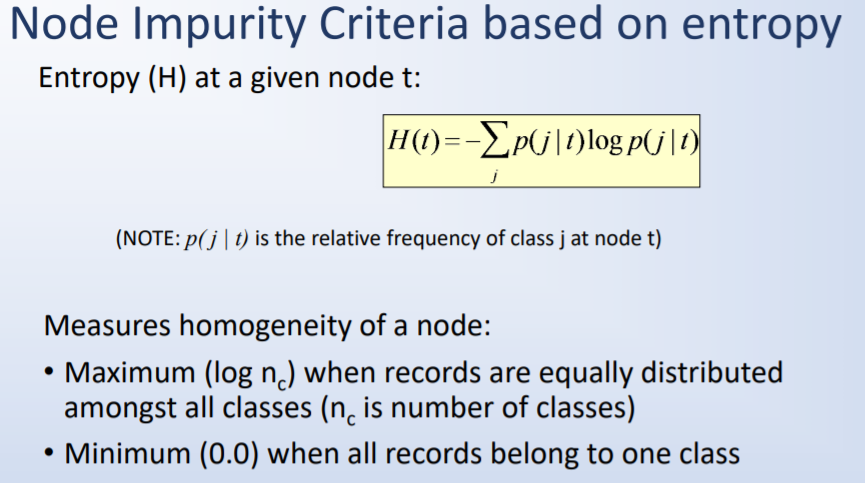 Node Impurity Criteria based on entropy
Entropy (H) at a given node t:
H(t)=−∑p(j|t)log p(j|t)
j
(NOTE: p( j | t) is the relative frequency of class j at node t)
Measures homogeneity of a node:
• Maximum (log n꜀) when records are equally distributed
amongst all classes (n꜀ is number of classes)
• Minimum (0.0) when all records belong to one class